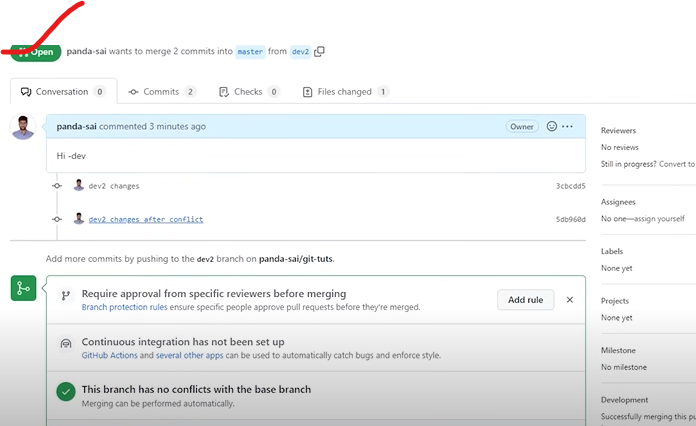 Open panda-sai wants to merge 2 commits into master from dev2
Conversation 0 Commits 2 Checks 0 Files changed 1
panda-sai commented 3 minutes ago Owner ...
Hi -dev
dev2 changes 3cbcdd5
dev2 changes after conflict 5db960d
Add more commits by pushing to the dev2 branch on panda-sai/git-tuts.
Require approval from specific reviewers before merging
Branch protection rules ensure specific people approve pull requests before they're merged.
Add rule
Continuous integration has not been set up
GitHub Actions and several other apps can be used to automatically catch bugs and enforce style.
This branch has no conflicts with the base branch
Merging can be performed automatically.
Reviewers
No reviews
Still in progress? Convert to
Assignees
No one—assign yourself
Labels
None yet
Projects
None yet
Milestone
No milestone
Development
Successfully merging this pu